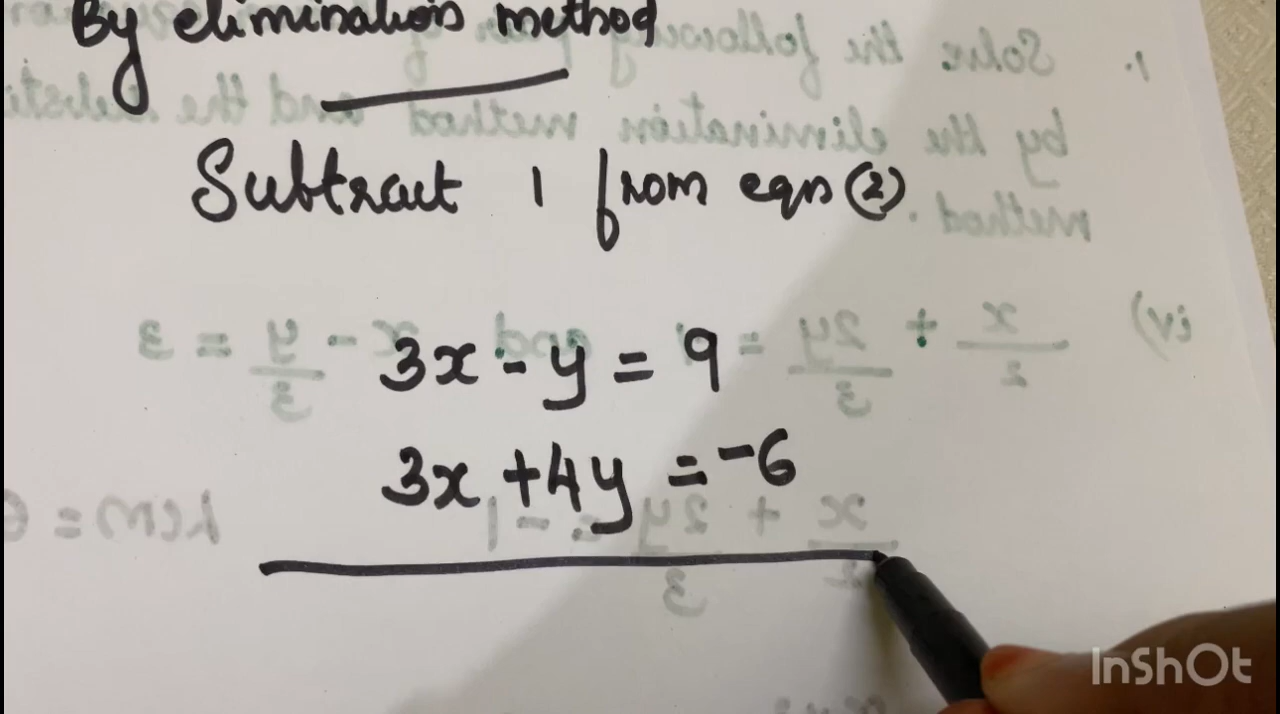 By elimination method
Subtract 1 from eqn (2)
3x - y = 9
3x + 4y = -6
InShOt